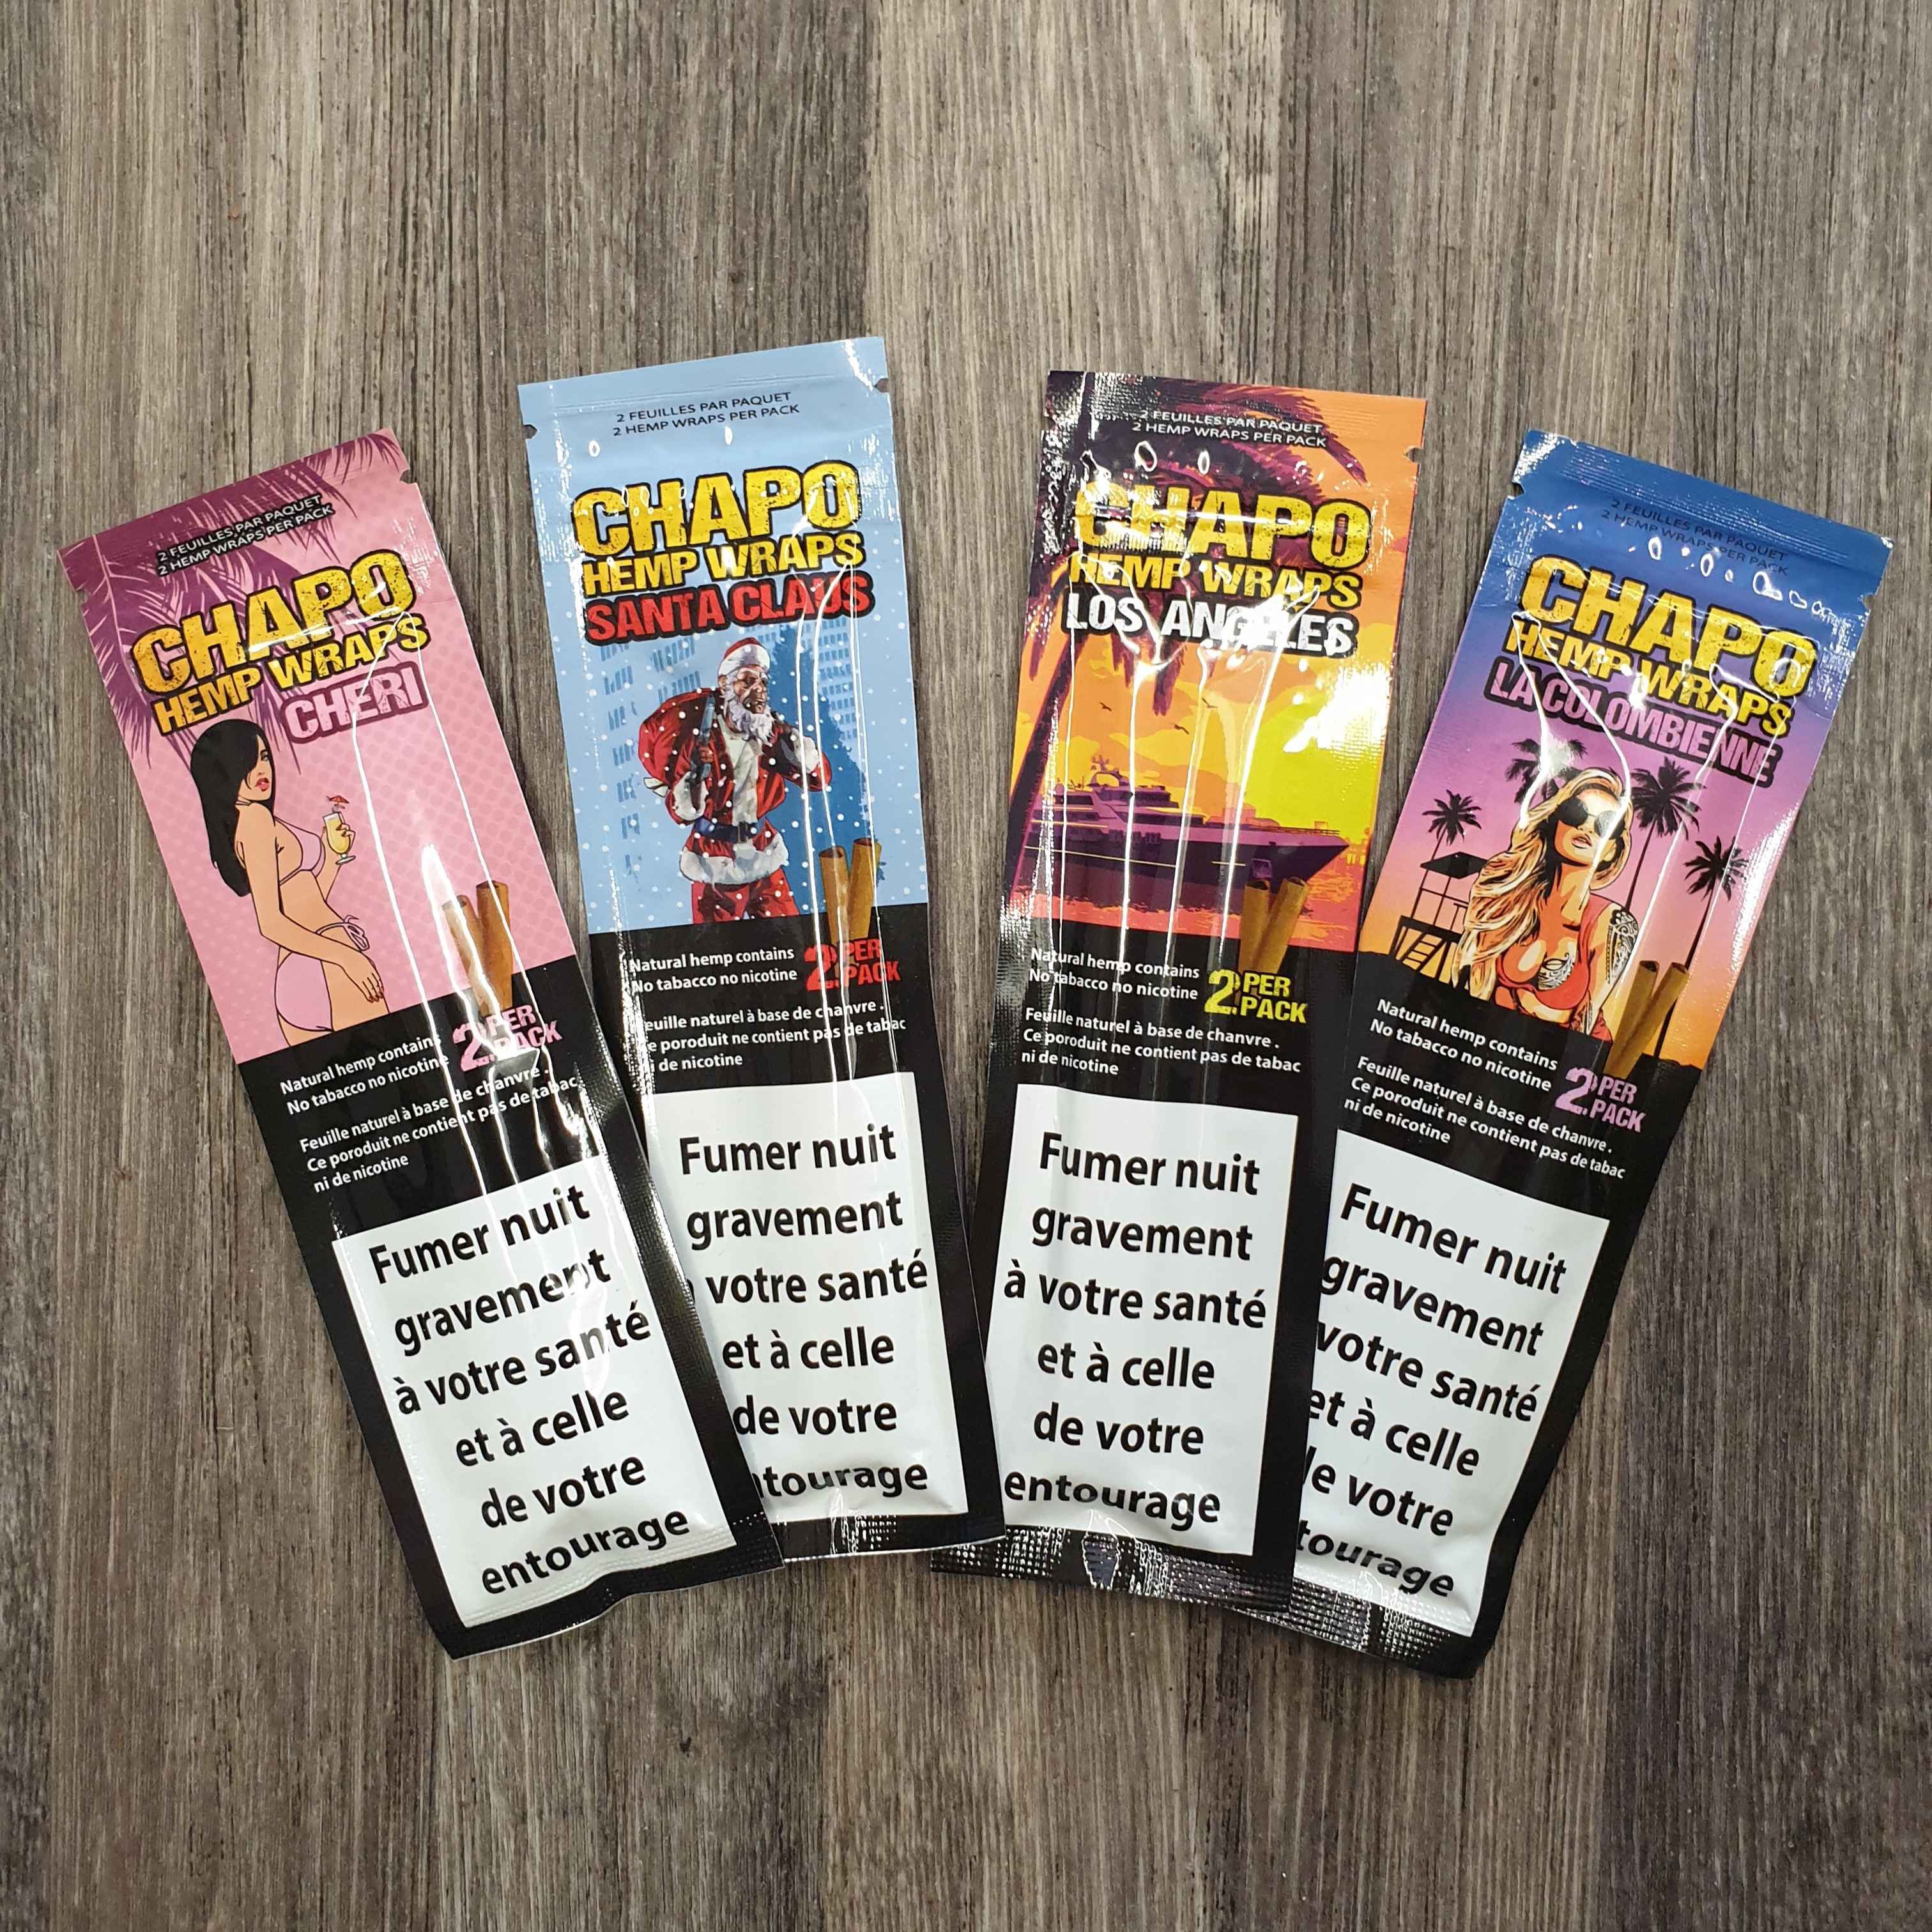 2 FEUILLES PAR PAQUET
2 HEMP WRAPS PER PACK
CHAPO
HEMP WRAPS
CHERI
Natural hemp contains
No tabacco no nicotine
2 PER
PACK
Feuille naturel à base de chanvre .
Ce poroduit ne contient pas de tabac
ni de nicotine
Fumer nuit
gravement
à votre santé
et à celle
de votre
entourage
2 FEUILLES PAR PAQUET
2 HEMP WRAPS PER PACK
CHAPO
HEMP WRAPS
SANTA CLAUS
Natural hemp contains
No tabacco no nicotine
2 PER
PACK
euille naturel à base de chanvre .
e poroduit ne contient pas de tabac
i de nicotine
Fumer nuit
gravement
votre santé
et à celle
de votre
ntourage
2 FEUILLES PAR PAQUET
2 HEMP WRAPS PER PACK
CHAPO
HEMP WRAPS
LOS ANGELES
Natural hemp contains
No tabacco no nicotine
2 PER
PACK
Feuille naturel à base de chanvre .
Ce poroduit ne contient pas de tabac
ni de nicotine
Fumer nuit
gravement
à votre santé
et à celle
de votre
entourage
2 FEUILLES PAR PAQUET
2 HEMP WRAPS PER PACK
CHAPO
HEMP WRAPS
LA COLOMBIENNE
Natural hemp contains
No tabacco no nicotine
2 PER
PACK
Feuille naturel à base de chanvre .
Ce poroduit ne contient pas de tabac
ni de nicotine
Fumer nuit
gravement
votre santé
et à celle
e votre
tourage